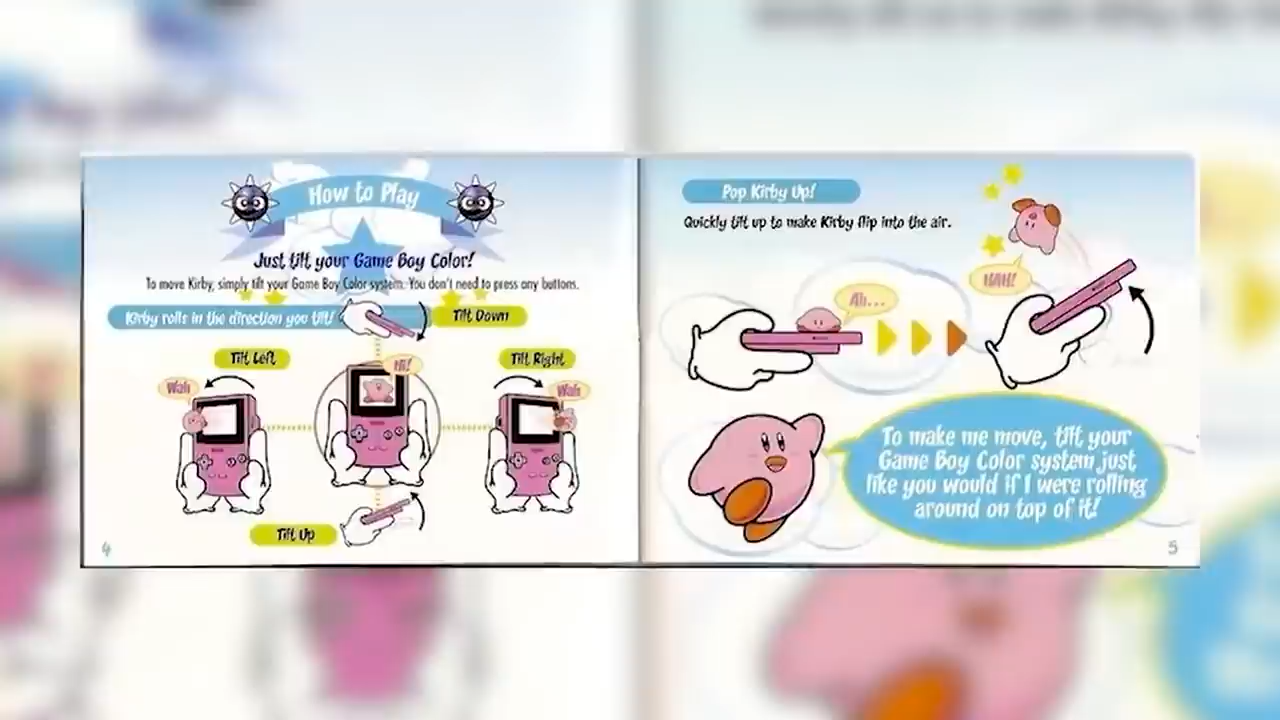 How to Play
Just tilt your Game Boy Color!
To move Kirby, simply tilt your Game Boy Color system. You don't need to press any buttons.
Kirby rolls in the direction you tilt!
Tilt Down
Tilt Left
Hi!
Tilt Right
Wah
Wah
Tilt Up
4
Pop Kirby Up!
Quickly tilt up to make Kirby flip into the air.
Ah...
WAH!
To make me move, tilt your
Game Boy Color system just
like you would if I were rolling
around on top of it!
5